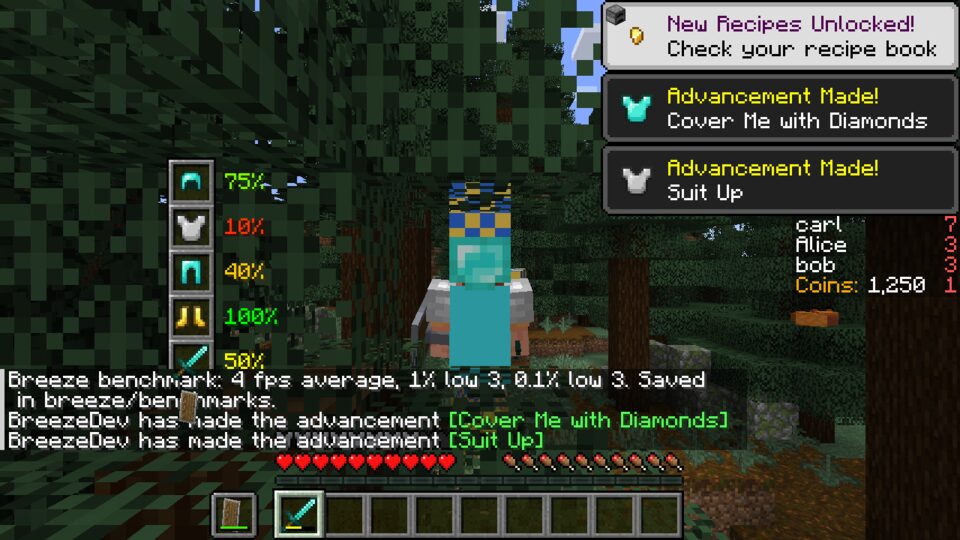 New Recipes Unlocked!
Check your recipe book
Advancement Made!
Cover Me with Diamonds
Advancement Made!
Suit Up
75%
10%
40%
100%
50%
carl 7
Alice 3
bob 3
Coins: 1,250 1
Breeze benchmark: 4 fps average, 1% low 3, 0.1% low 3. Saved
in breeze/benchmarks.
BreezeDev has made the advancement [Cover Me with Diamonds]
BreezeDev has made the advancement [Suit Up]